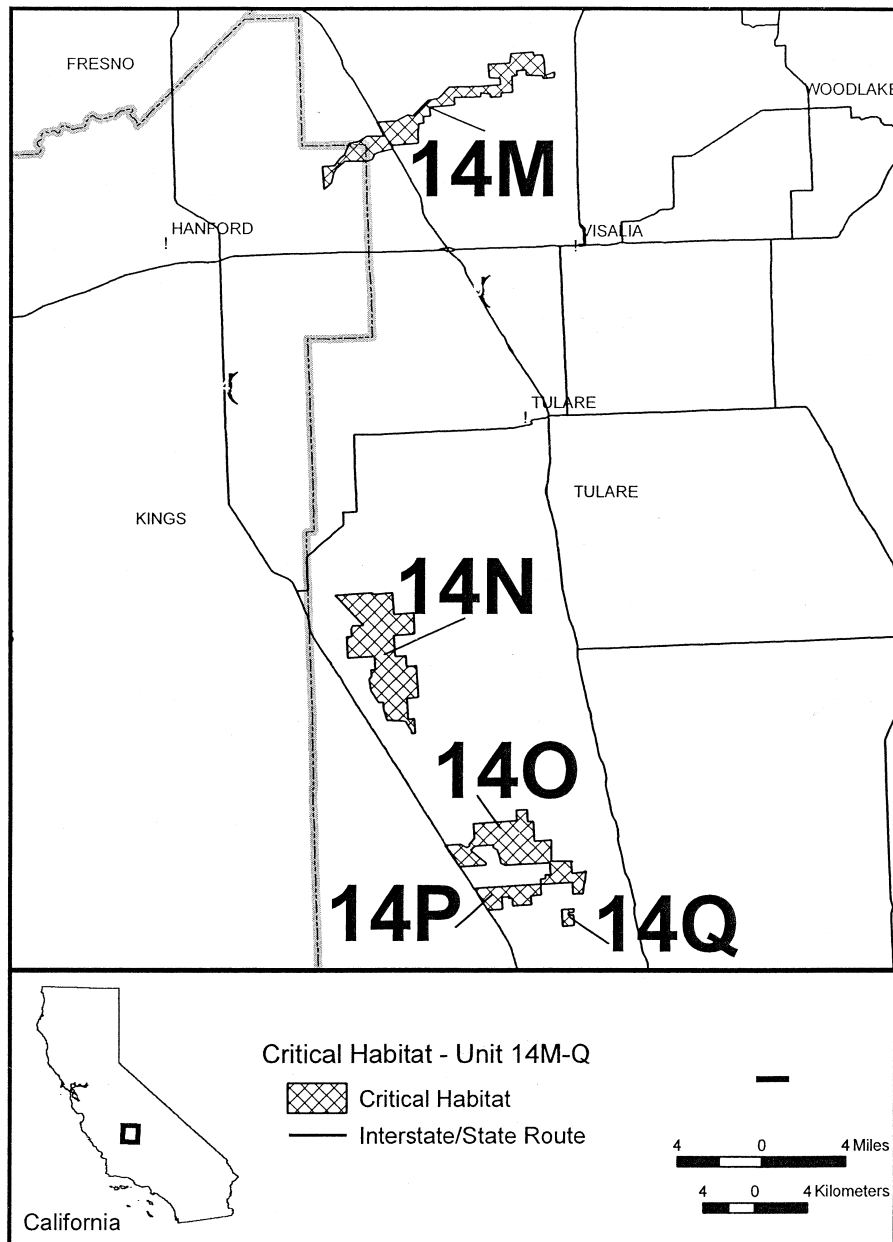 FRESNO
WOODLAKE
14M
HANFORD
!
VISALIA
!
TULARE
!
TULARE
KINGS
14N
14O
14P
14Q
Critical Habitat - Unit 14M-Q
Critical Habitat
Interstate/State Route
California
4 0 4 Miles
4 0 4 Kilometers